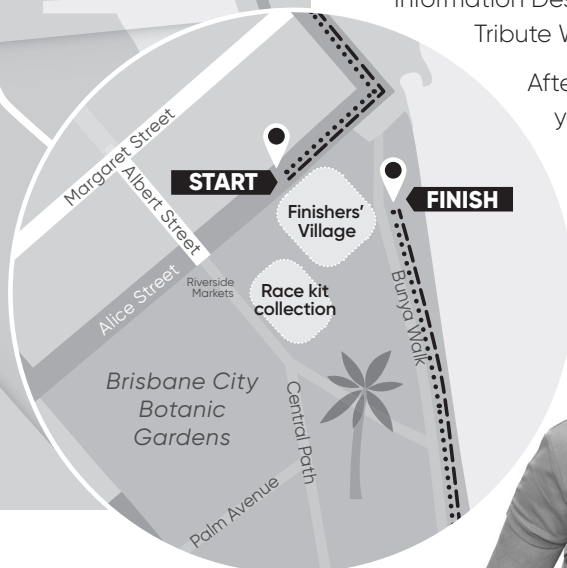 Information Des
Tribute W
Afte
y
Margaret Street
Albert Street
START
FINISH
Finishers'
Village
Alice Street
Riverside
Markets
Race kit
collection
Bunya Walk
Brisbane City
Botanic
Gardens
Central Path
Palm Avenue